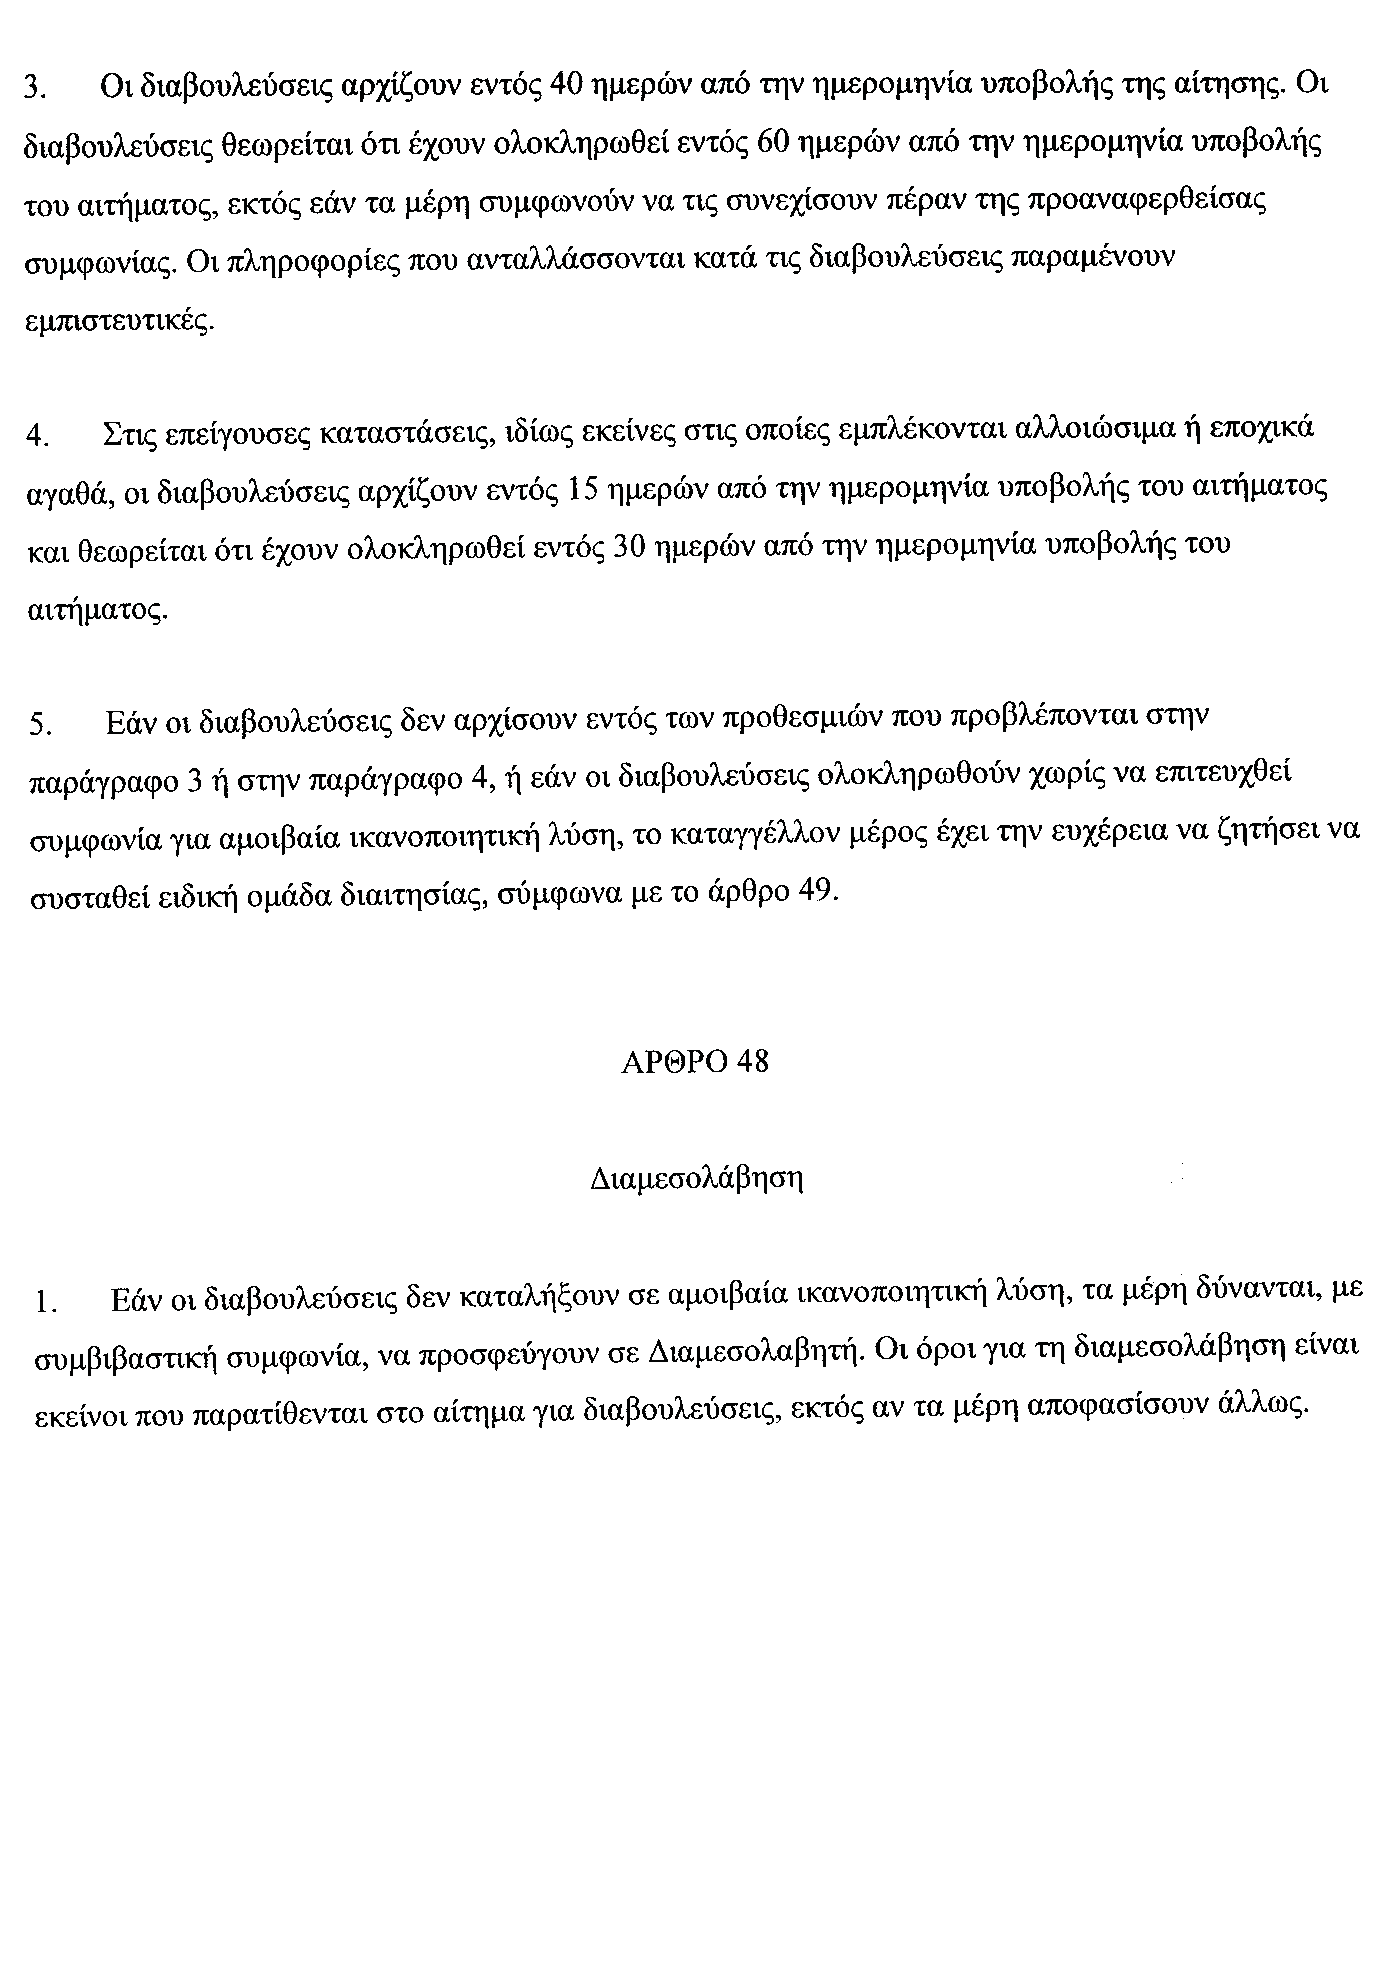 3. Οι διαβουλεύσεις αρχίζουν εντός 40 ημερών από την ημερομηνία υποβολής της αίτησης. Οι
διαβουλεύσεις θεωρείται ότι έχουν ολοκληρωθεί εντός 60 ημερών από την ημερομηνία υποβολής
του αιτήματος, εκτός εάν τα μέρη συμφωνούν να τις συνεχίσουν πέραν της προαναφερθείσας
συμφωνίας. Οι πληροφορίες που ανταλλάσσονται κατά τις διαβουλεύσεις παραμένουν
εμπιστευτικές.
4. Στις επείγουσες καταστάσεις, ιδίως εκείνες στις οποίες εμπλέκονται αλλοιώσιμα ή εποχικά
αγαθά, οι διαβουλεύσεις αρχίζουν εντός 15 ημερών από την ημερομηνία υποβολής του αιτήματος
και θεωρείται ότι έχουν ολοκληρωθεί εντός 30 ημερών από την ημερομηνία υποβολής του
αιτήματος.
5. Εάν οι διαβουλεύσεις δεν αρχίσουν εντός των προθεσμιών που προβλέπονται στην
παράγραφο 3 ή στην παράγραφο 4, ή εάν οι διαβουλεύσεις ολοκληρωθούν χωρίς να επιτευχθεί
συμφωνία για αμοιβαία ικανοποιητική λύση, το καταγγέλλον μέρος έχει την ευχέρεια να ζητήσει να
συσταθεί ειδική ομάδα διαιτησίας, σύμφωνα με το άρθρο 49.
ΑΡΘΡΟ 48
Διαμεσολάβηση
1. Εάν οι διαβουλεύσεις δεν καταλήξουν σε αμοιβαία ικανοποιητική λύση, τα μέρη δύνανται, με
συμβιβαστική συμφωνία, να προσφεύγουν σε Διαμεσολαβητή. Οι όροι για τη διαμεσολάβηση είναι
εκείνοι που παρατίθενται στο αίτημα για διαβουλεύσεις, εκτός αν τα μέρη αποφασίσουν άλλως.